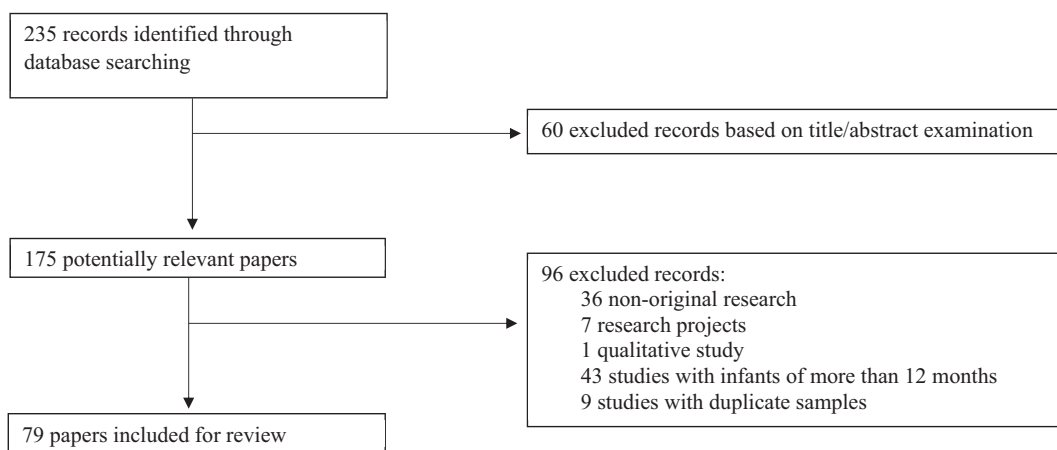 235 records identified through
database searching
60 excluded records based on title/abstract examination
175 potentially relevant papers
96 excluded records:
36 non-original research
7 research projects
1 qualitative study
43 studies with infants of more than 12 months
9 studies with duplicate samples
79 papers included for review